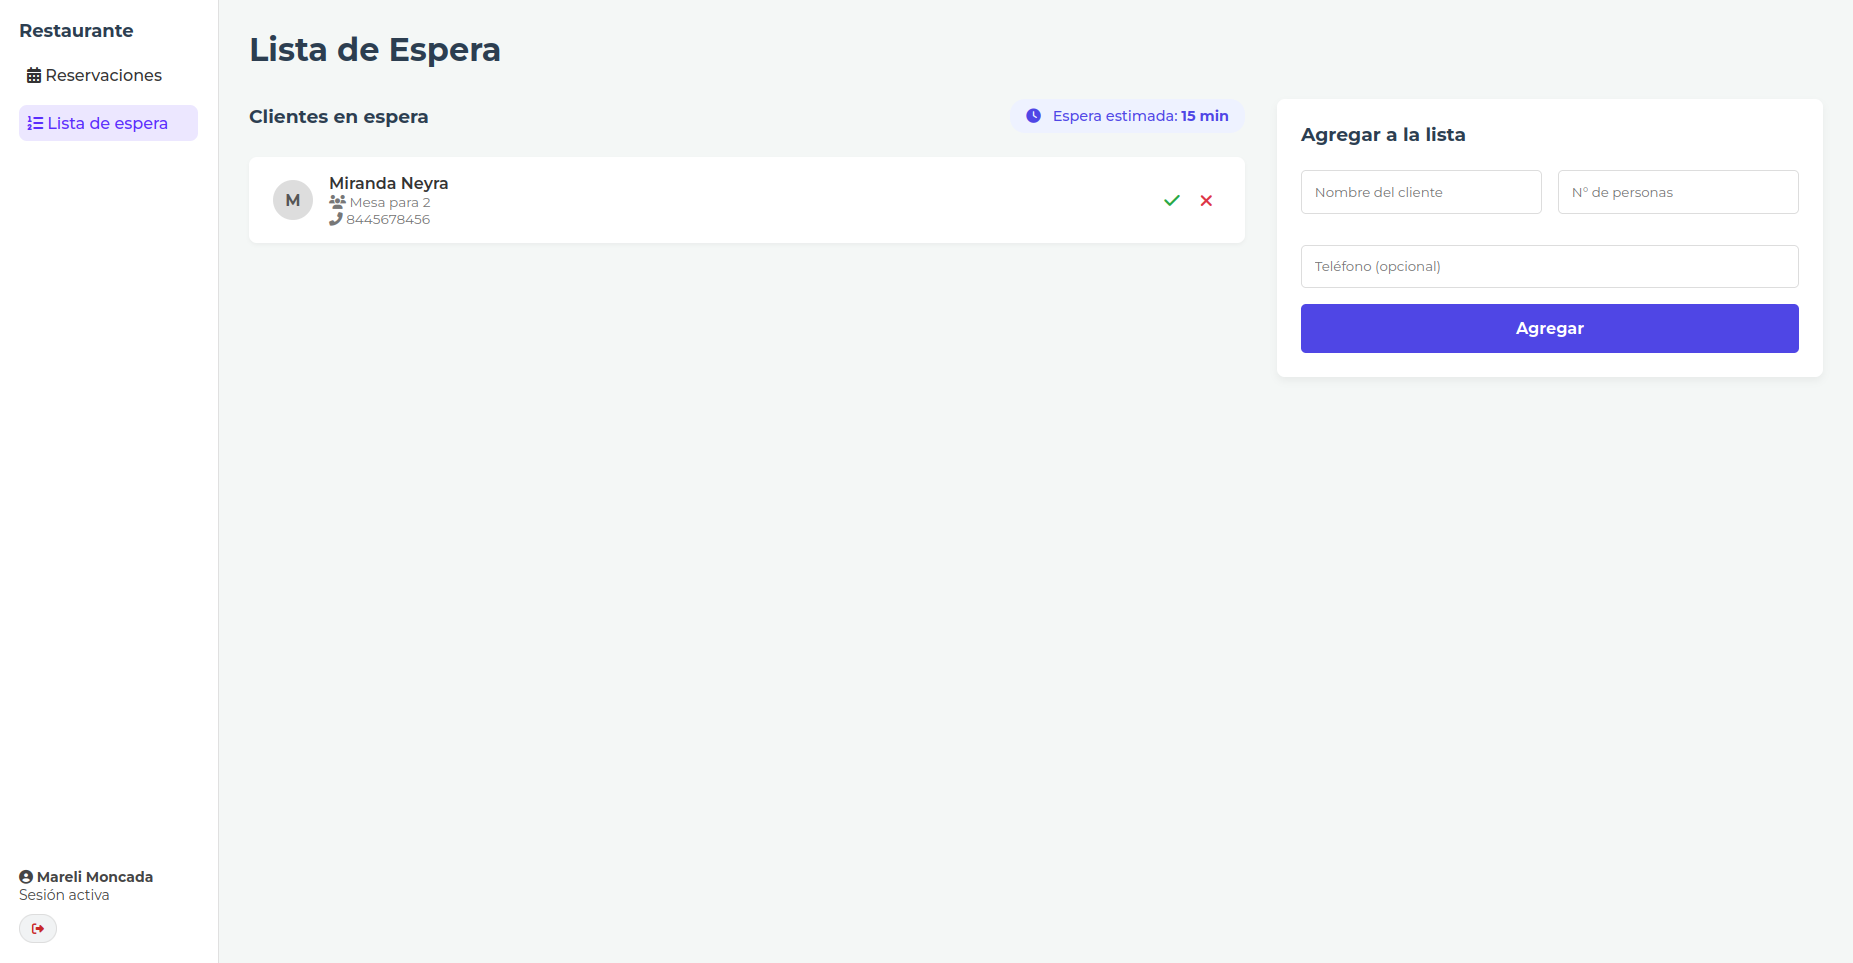 Restaurante
Reservaciones
Lista de espera
Mareli Moncada
Sesión activa
Lista de Espera
Clientes en espera
Espera estimada: 15 min
M
Miranda Neyra
Mesa para 2
8445678456
Agregar a la lista
Nombre del cliente
N° de personas
Teléfono (opcional)
Agregar